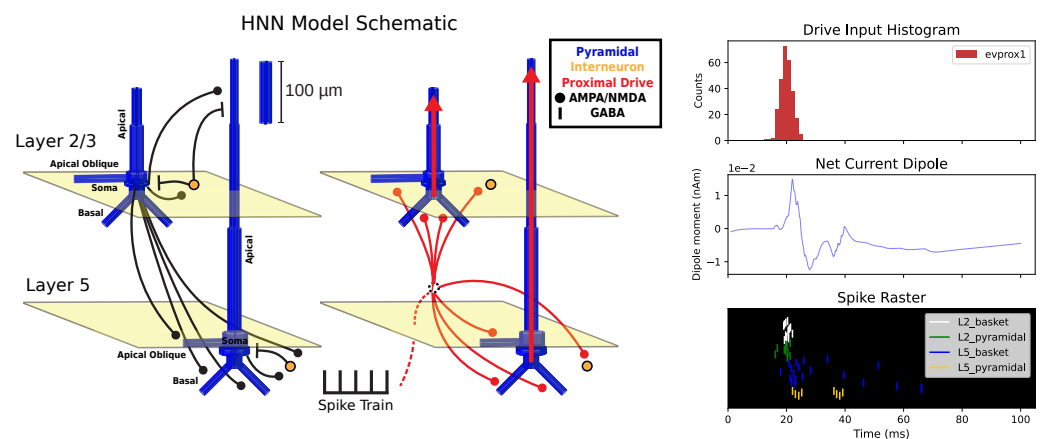 HNN Model Schematic
Layer 2/3
Apical
Apical Oblique
Soma
Basal
100 μm
Apical
Layer 5
Soma
Apical Oblique
Basal
Pyramidal
Interneuron
Proximal Drive
AMPA/NMDA
GABA
Spike Train
Drive Input Histogram
Counts
60
40
20
0
evprox1
Net Current Dipole
1e−2
Dipole moment (nAm)
1
0
−1
Spike Raster
L2_basket
L2_pyramidal
L5_basket
L5_pyramidal
0 20 40 60 80 100
Time (ms)